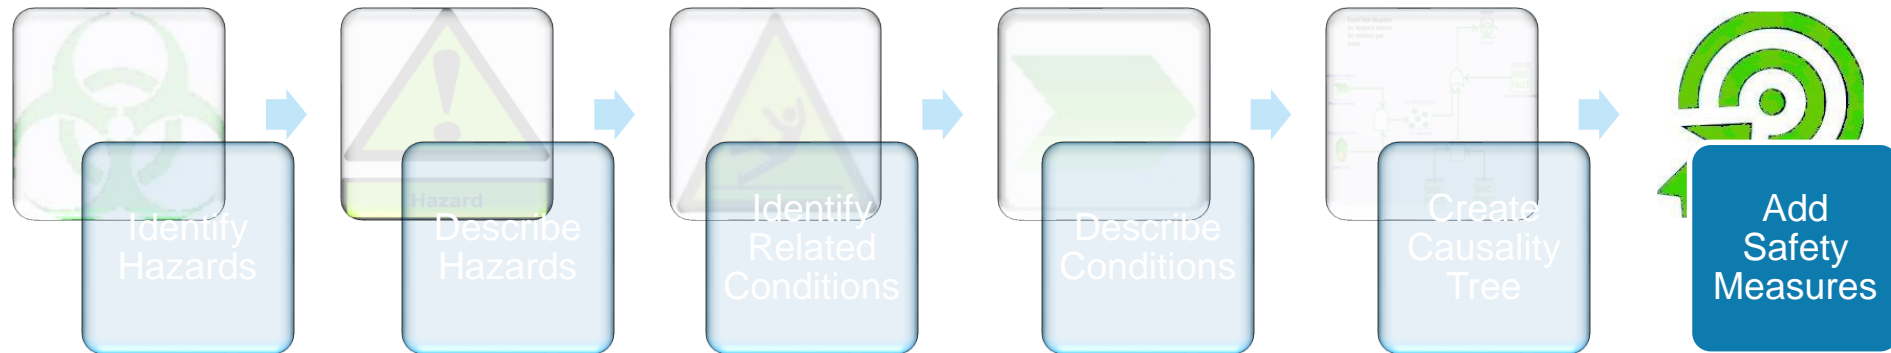 Hazard
Identify
Hazards
Describe
Hazards
Identify
Related
Conditions
Describe
Conditions
Create
Causality
Tree
Add
Safety
Measures